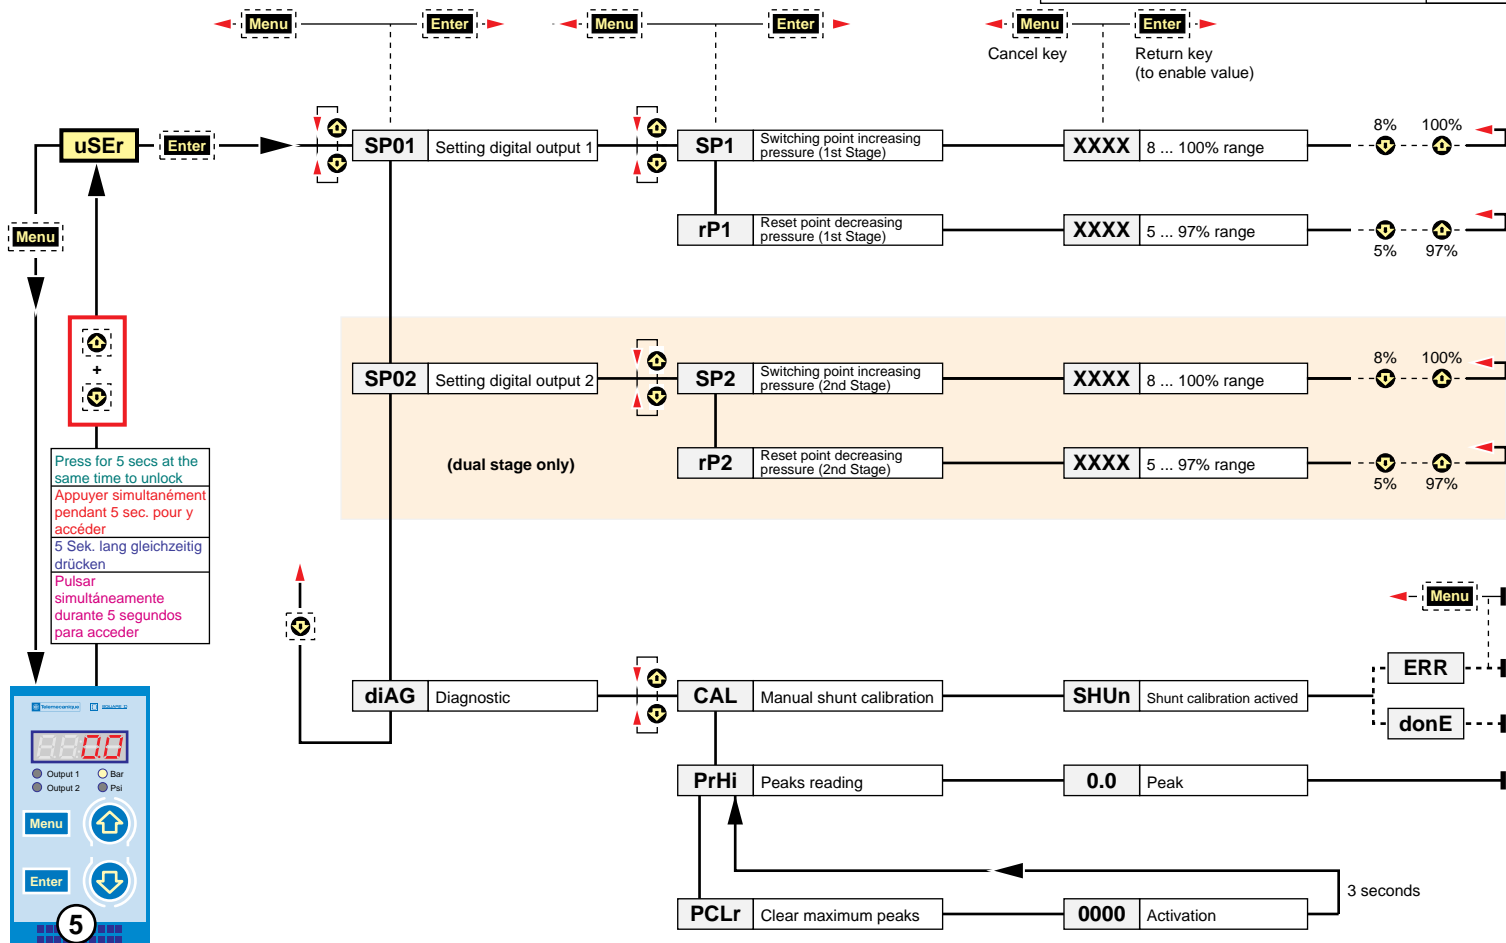 Menu
Enter
Menu
Enter
Menu
Enter
Cancel key
Return key
(to enable value)
uSEr
Enter
SP01
Setting digital output 1
SP1
Switching point increasing
pressure (1st Stage)
XXXX
8 ... 100% range
8%
100%
Menu
rP1
Reset point decreasing
pressure (1st Stage)
XXXX
5 ... 97% range
5%
97%
+
SP02
Setting digital output 2
SP2
Switching point increasing
pressure (2nd Stage)
XXXX
8 ... 100% range
8%
100%
(dual stage only)
rP2
Reset point decreasing
pressure (2nd Stage)
XXXX
5 ... 97% range
5%
97%
Press for 5 secs at the
same time to unlock
Appuyer simultanément
pendant 5 sec. pour y
accéder
5 Sek. lang gleichzeitig
drücken
Pulsar
simultáneamente
durante 5 segundos
para acceder
Menu
diAG
Diagnostic
CAL
Manual shunt calibration
SHUn
Shunt calibration actived
ERR
donE
PrHi
Peaks reading
0.0
Peak
3 seconds
PCLr
Clear maximum peaks
0000
Activation
Telemecanique
SQUARE D
0.0
Output 1
Bar
Output 2
Psi
Menu
Enter
5